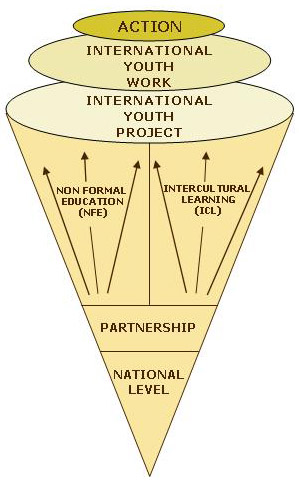 ACTION
INTERNATIONAL
YOUTH
WORK
INTERNATIONAL
YOUTH
PROJECT
NON FORMAL
EDUCATION
(NFE)
INTERCULTURAL
LEARNING
(ICL)
PARTNERSHIP
NATIONAL
LEVEL